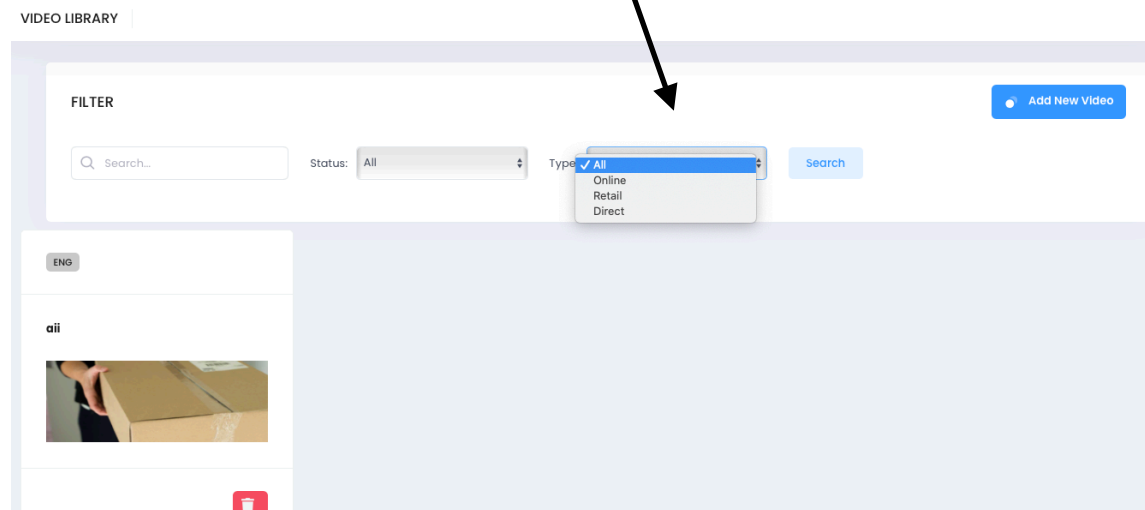 VIDEO LIBRARY
FILTER
Add New Video
Search...
Status:
All
Type
All
Online
Retail
Direct
Search
ENG
aii